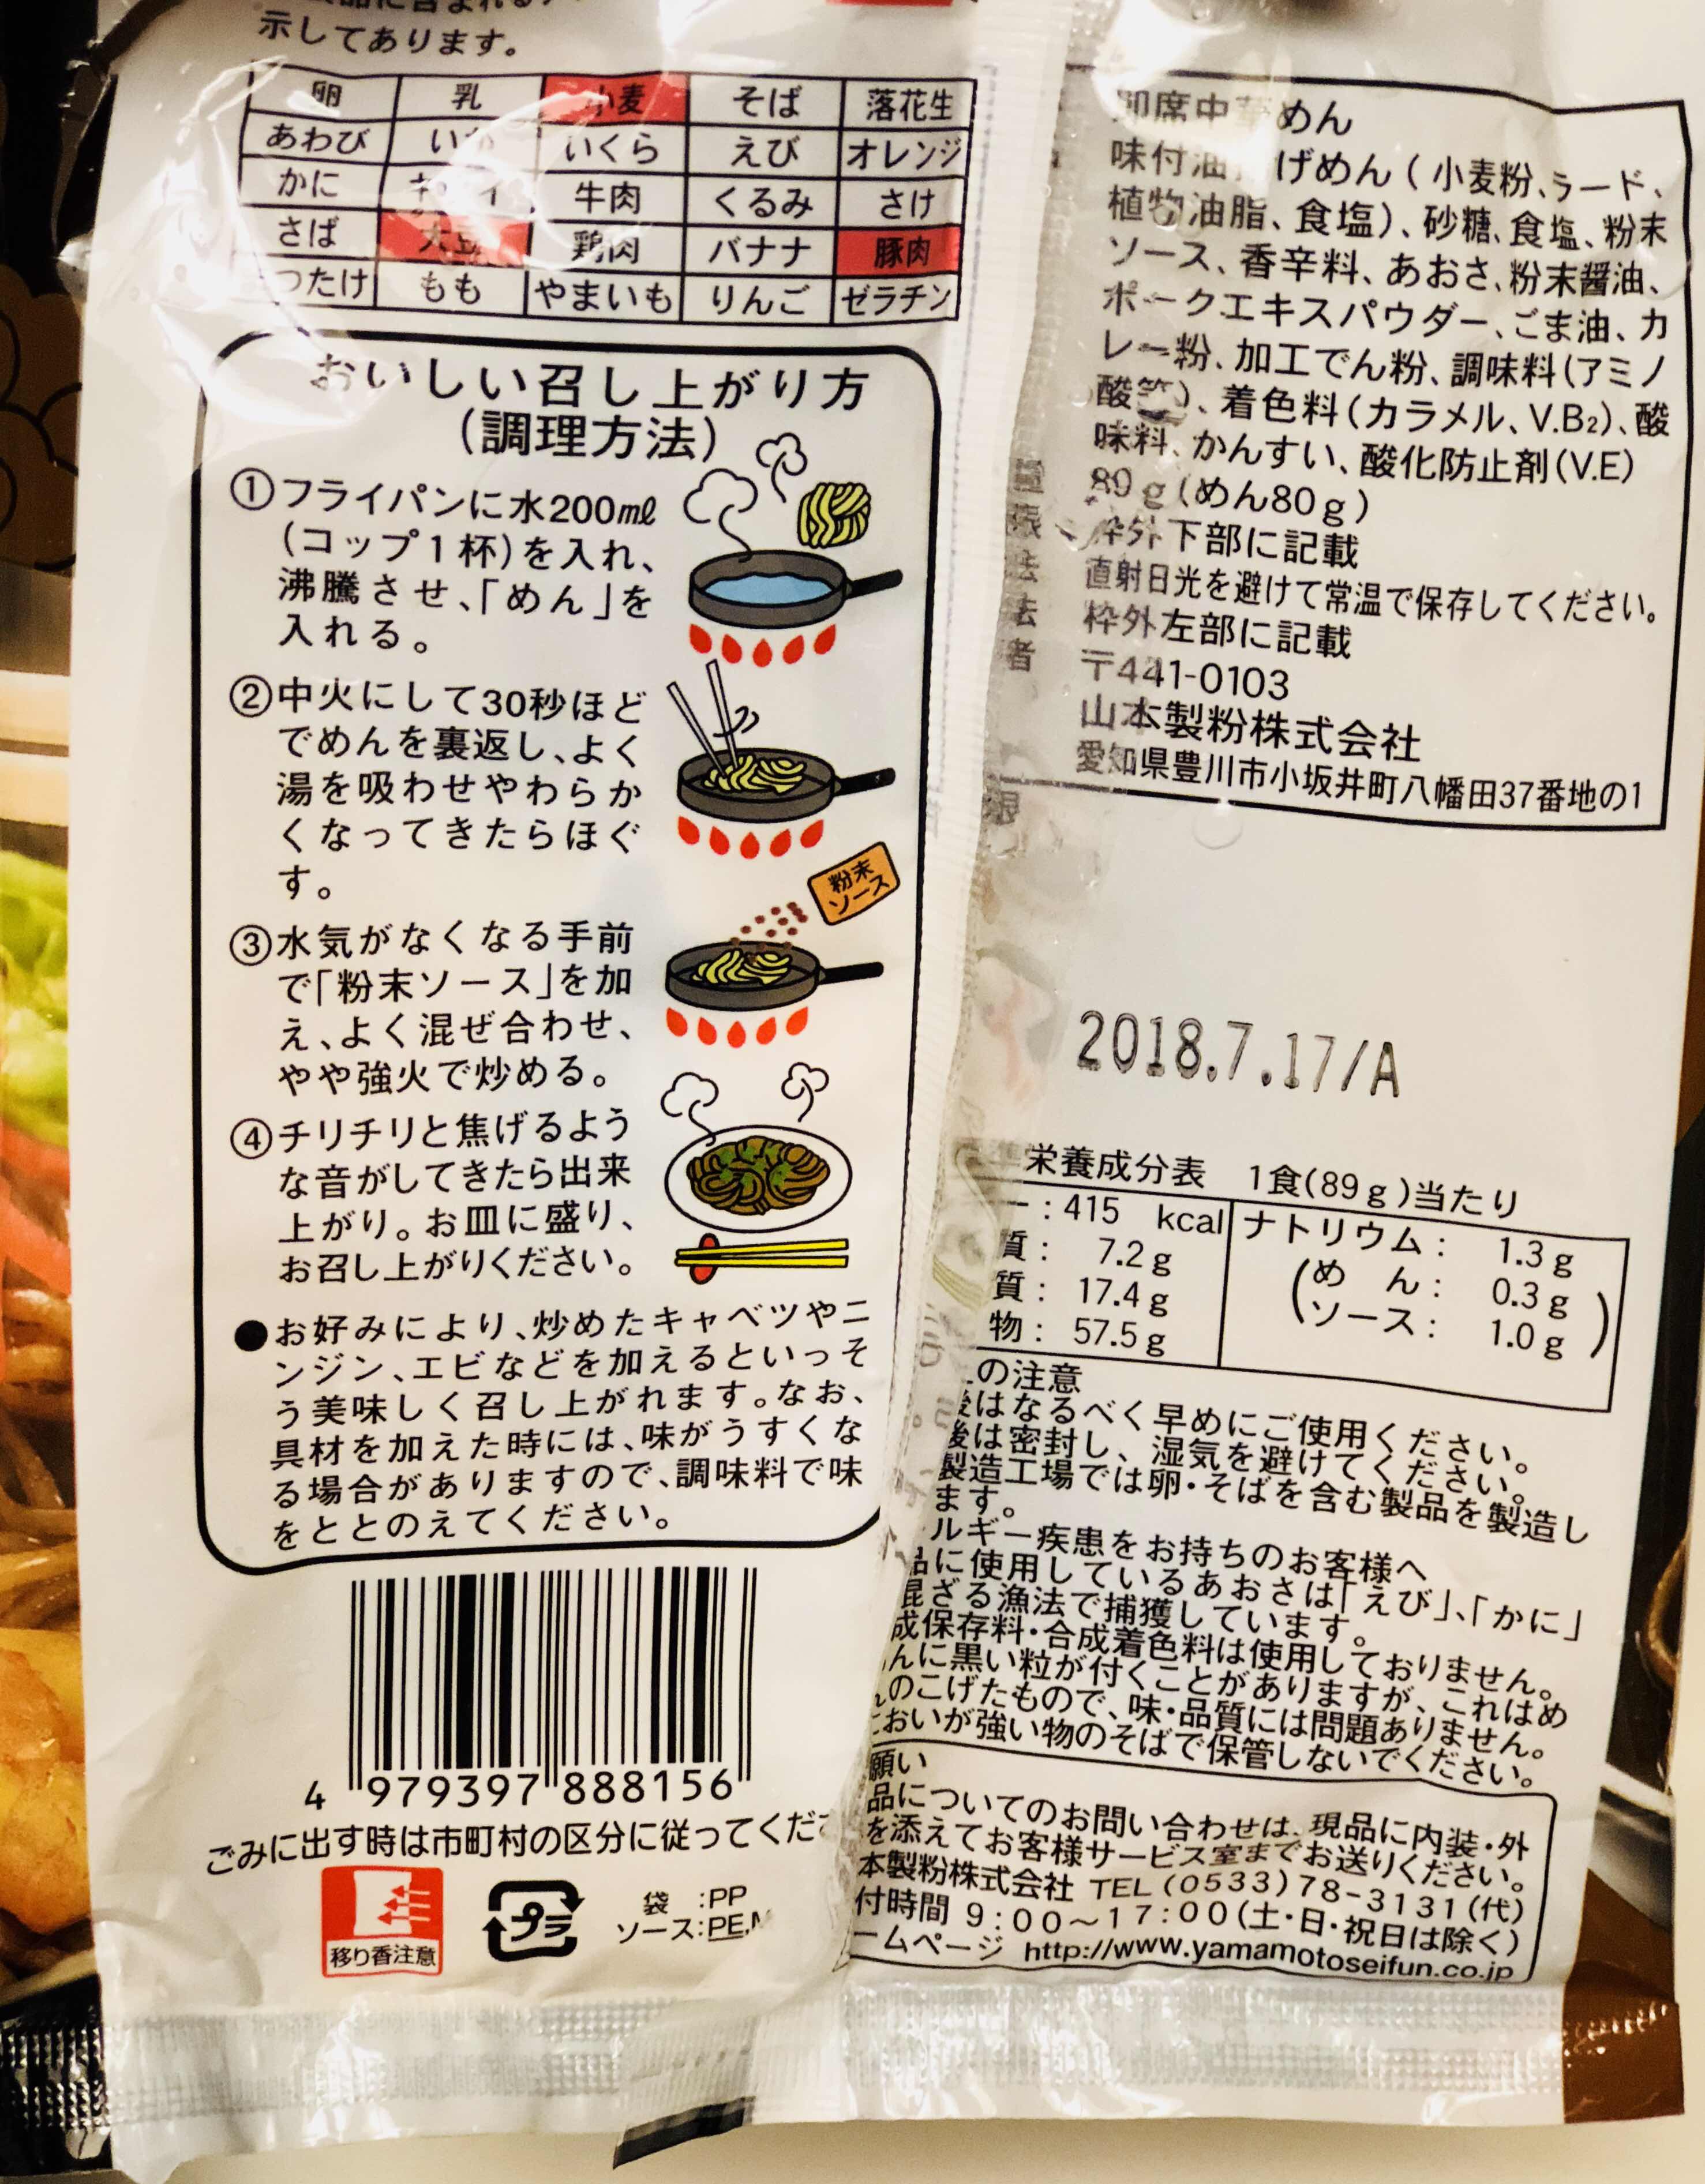 示してあります。
卵 乳 小麦 そば 落花生
あわび いか いくら えび オレンジ
かに キウイ 牛肉 くるみ さけ
さば 大豆 鶏肉 バナナ 豚肉
つたけ もも やまいも りんご ゼラチン
おいしい召し上がり方
(調理方法)
①フライパンに水200㎖
(コップ1杯)を入れ、
沸騰させ、「めん」を
入れる。
②中火にして30秒ほど
でめんを裏返し、よく
湯を吸わせやわらか
くなってきたらほぐ
す。
粉末
ソース
③水気がなくなる手前
で「粉末ソース」を加
え、よく混ぜ合わせ、
やや強火で炒める。
④チリチリと焦げるよう
な音がしてきたら出来
上がり。お皿に盛り、
お召し上がりください。
●お好みにより、炒めたキャベツやニ
ンジン、エビなどを加えるといっそ
う美味しく召し上がれます。なお、
具材を加えた時には、味がうすくな
る場合がありますので、調味料で味
をととのえてください。
4 979397 888156
ごみに出す時は市町村の区分に従ってくだ
移り香注意
プラ
袋 :PP
ソース:PE,M
即席中華めん
味付油揚げめん(小麦粉、ラード、
植物油脂、食塩)、砂糖、食塩、粉末
ソース、香辛料、あおさ、粉末醤油、
ポークエキスパウダー、ごま油、カ
レー粉、加工でん粉、調味料(アミノ
酸等)、着色料(カラメル、V.B₂)、酸
味料、かんすい、酸化防止剤(V.E)
89g(めん80g)
枠外下部に記載
直射日光を避けて常温で保存してください。
枠外左部に記載
者 〒441-0103
山本製粉株式会社
愛知県豊川市小坂井町八幡田37番地の1
限
2018.7.17/A
栄養成分表 1食(89g)当たり
ー:415 kcal ナトリウム: 1.3g
質: 7.2g (めん: 0.3g
質: 17.4g ソース: 1.0g)
物: 57.5g
の注意
後はなるべく早めにご使用ください。
後は密封し、湿気を避けてください。
製造工場では卵・そばを含む製品を製造し
ます。
ルギー疾患をお持ちのお客様へ
品に使用しているあおさは「えび」、「かに」
混ざる漁法で捕獲しています。
成保存料・合成着色料は使用しておりません。
んに黒い粒が付くことがありますが、これはめ
んのこげたもので、味・品質には問題ありません。
においが強い物のそばで保管しないでください。
願い
品についてのお問い合わせは、現品に内装・外
を添えてお客様サービス室までお送りください。
本製粉株式会社 TEL(0533)78-3131(代)
付時間 9:00〜17:00(土・日・祝日は除く)
ームページ http://www.yamamotoseifun.co.jp